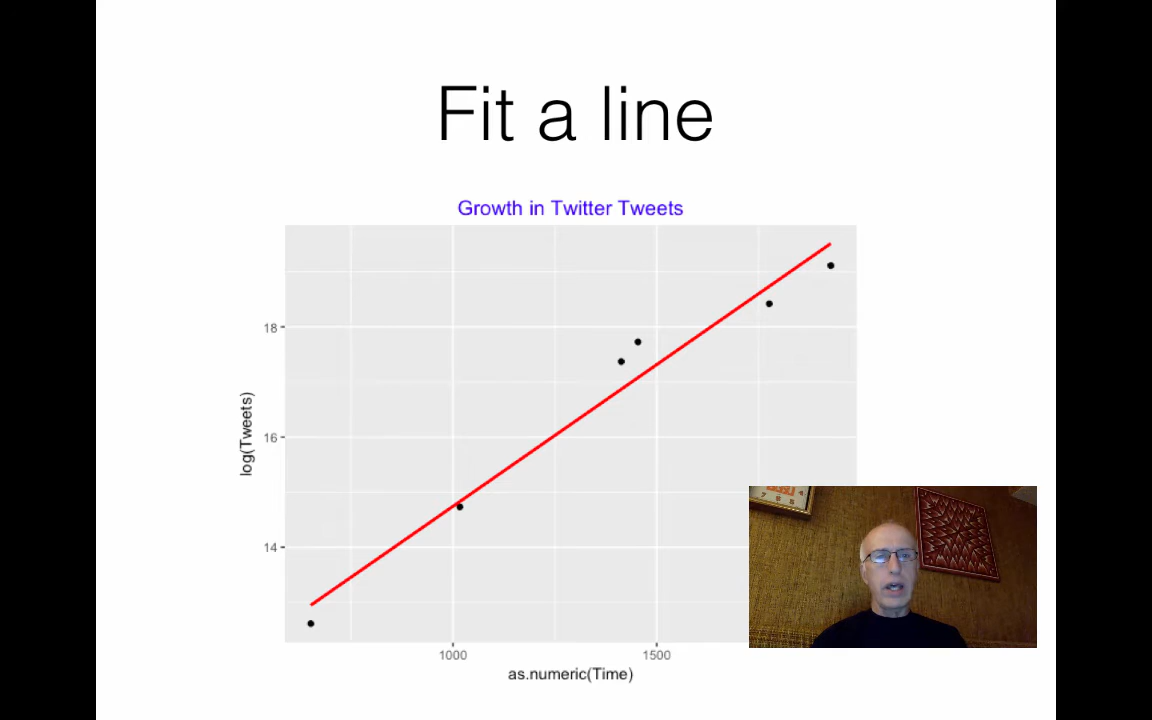 Fit a line
Growth in Twitter Tweets
18
16
14
log(Tweets)
1000
1500
as.numeric(Time)